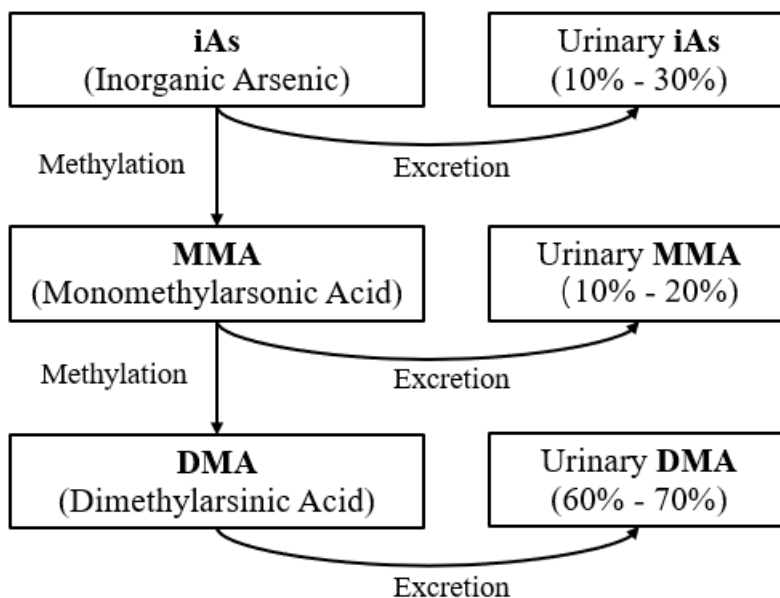 iAs
(Inorganic Arsenic)
Urinary iAs
(10% - 30%)
Methylation
Excretion
MMA
(Monomethylarsonic Acid)
Urinary MMA
(10% - 20%)
Methylation
Excretion
DMA
(Dimethylarsinic Acid)
Urinary DMA
(60% - 70%)
Excretion